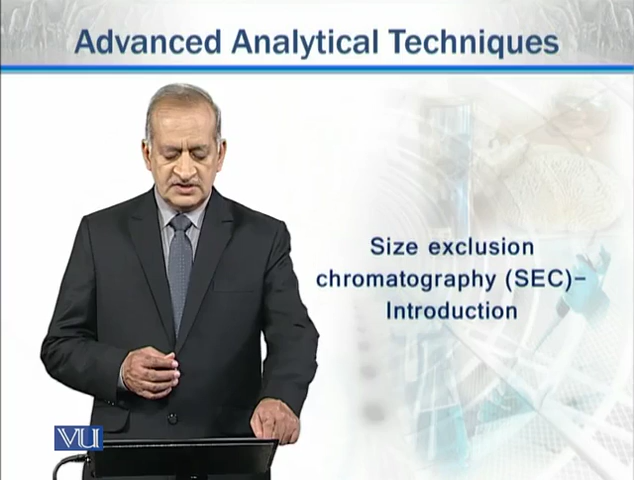 Advanced Analytical Techniques
Size exclusion
chromatography (SEC)–
Introduction
VU